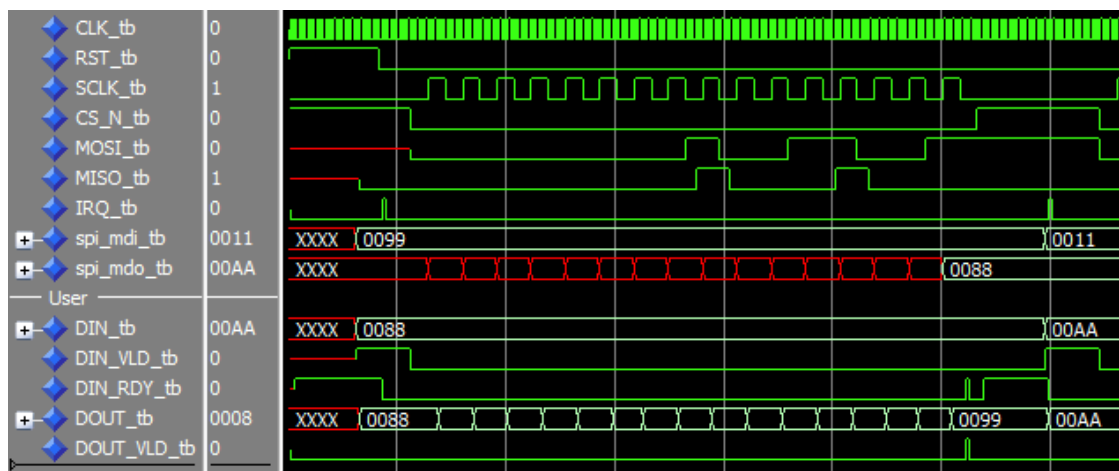 CLK_tb 0
RST_tb 0
SCLK_tb 1
CS_N_tb 0
MOSI_tb 0
MISO_tb 1
IRQ_tb 0
spi_mdi_tb 0011 XXXX 0099 0011
spi_mdo_tb 00AA XXXX 0088
User
DIN_tb 00AA XXXX 0088 00AA
DIN_VLD_tb 0
DIN_RDY_tb 0
DOUT_tb 0008 XXXX 0088 0099 00AA
DOUT_VLD_tb 0